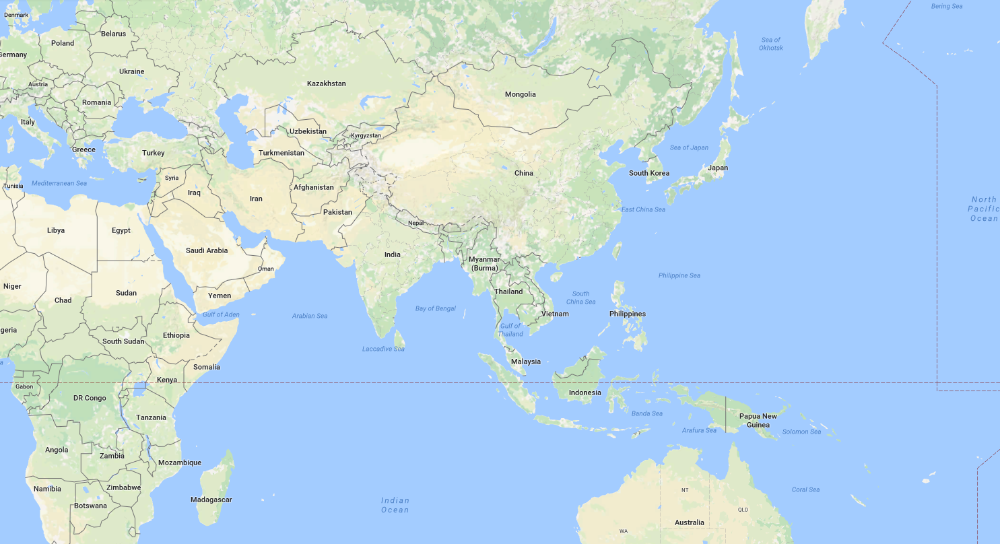 Denmark
Bering Sea
Belarus
Poland
Sea of
Okhotsk
Germany
Ukraine
Austria
Kazakhstan
Mongolia
Romania
Italy
Uzbekistan
Kyrgyzstan
Greece
Turkey
Turkmenistan
Sea of Japan
Japan
China
South Korea
Syria
Mediterranean Sea
Tunisia
Afghanistan
Iraq
Iran
North
Pacific
Ocean
East China Sea
Pakistan
Nepal
Libya
Egypt
Saudi Arabia
India
Myanmar
(Burma)
Oman
Philippine Sea
Niger
Sudan
Thailand
Yemen
South
China Sea
Chad
Bay of Bengal
Gulf of Aden
Arabian Sea
Vietnam
Philippines
geria
Gulf of
Thailand
Ethiopia
South Sudan
Laccadive Sea
a
Malaysia
Somalia
Kenya
Gabon
Indonesia
DR Congo
Banda Sea
Tanzania
Papua New
Guinea
Arafura Sea
Solomon Sea
Angola
Zambia
Mozambique
Namibia
Zimbabwe
Coral Sea
NT
Madagascar
Indian
Ocean
Botswana
QLD
Australia
WA